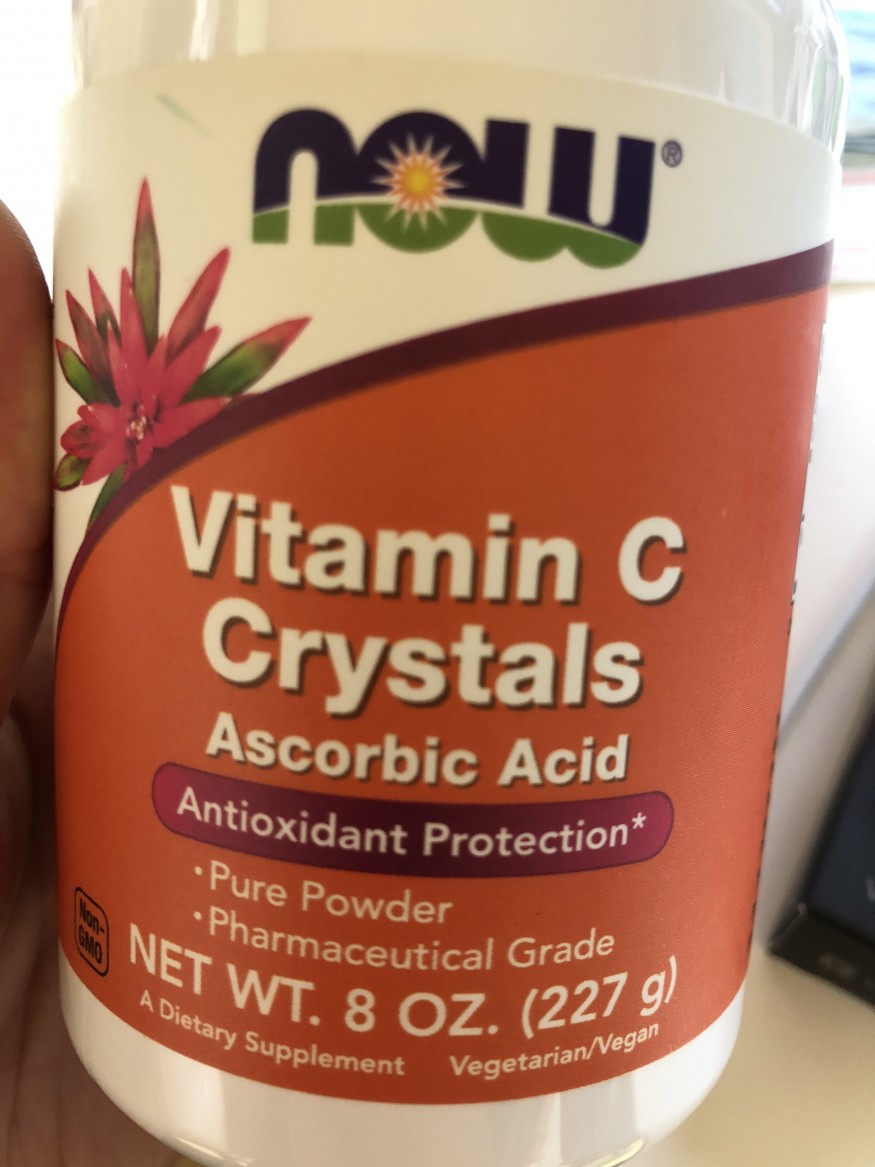 now®
Vitamin C
Crystals
Ascorbic Acid
Antioxidant Protection*
• Pure Powder
• Pharmaceutical Grade
Non-
GMO
NET WT. 8 OZ. (227 g)
A Dietary Supplement Vegetarian/Vegan